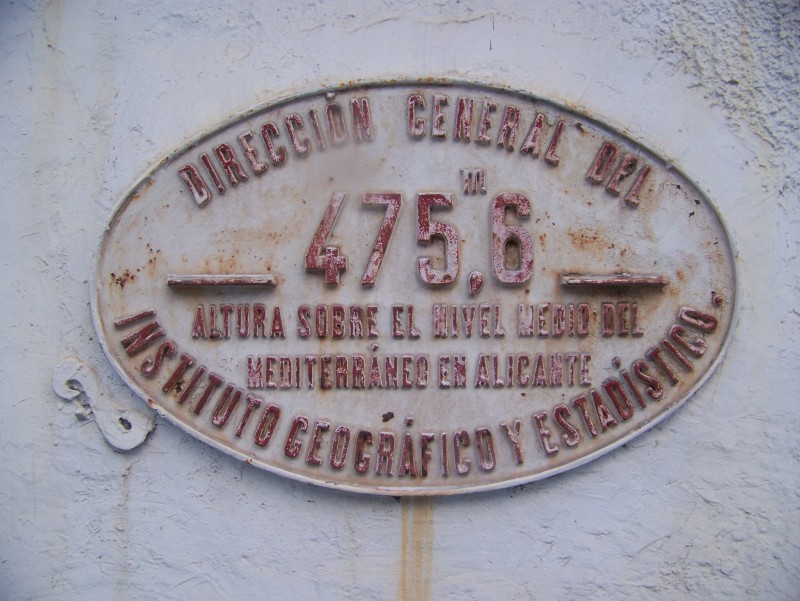 DIRECCIÓN GENERAL DEL
475,6 m
ALTURA SOBRE EL NIVEL MEDIO DEL
MEDITERRÁNEO EN ALICANTE
INSTITUTO GEOGRÁFICO Y ESTADÍSTICO.